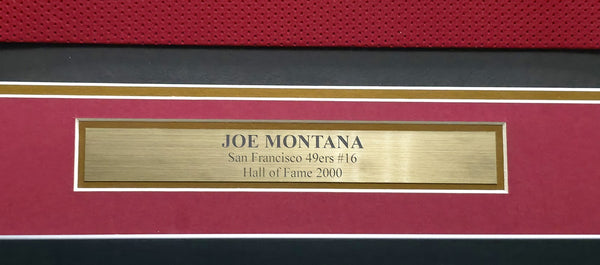 JOE MONTANA
San Francisco 49ers #16
Hall of Fame 2000